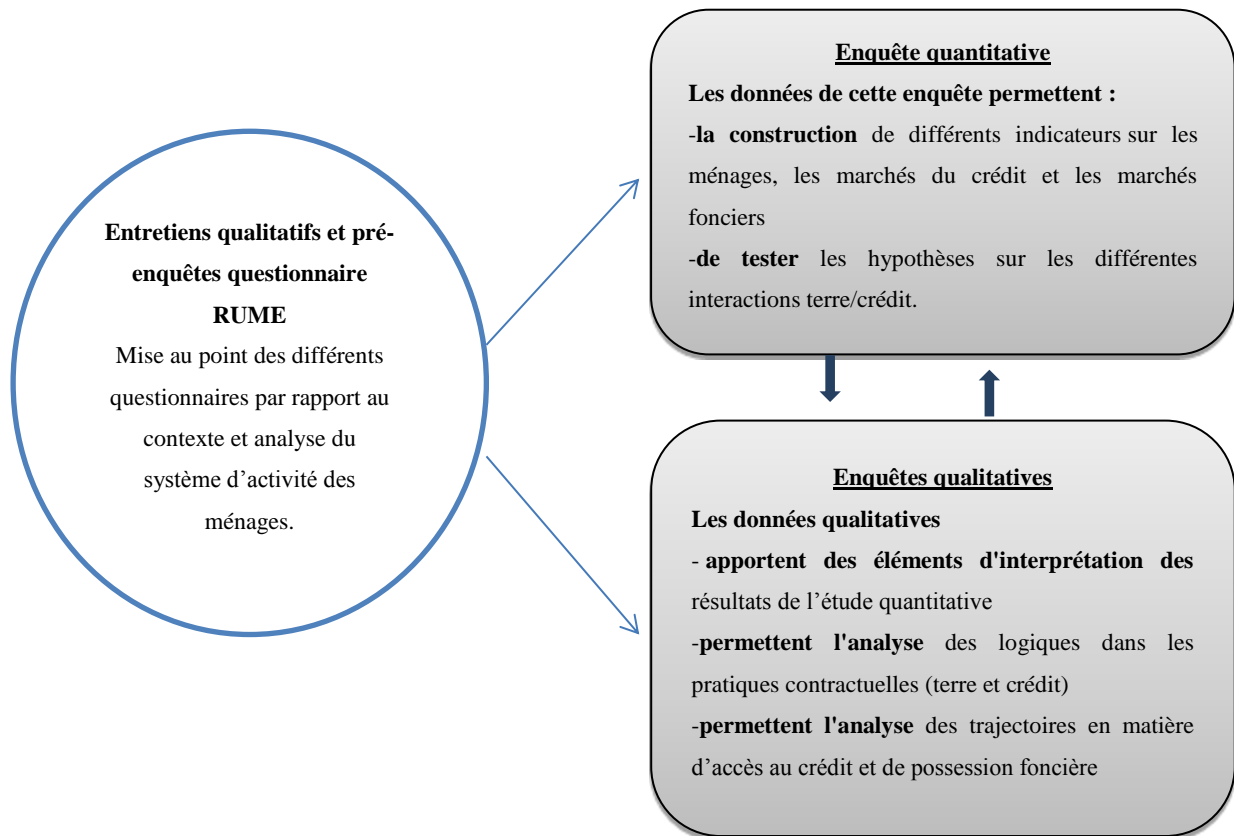 Entretiens qualitatifs et pré-
enquêtes questionnaire
RUME
Mise au point des différents
questionnaires par rapport au
contexte et analyse du
système d’activité des
ménages.
Enquête quantitative
Les données de cette enquête permettent :
-la construction de différents indicateurs sur les
ménages, les marchés du crédit et les marchés
fonciers
-de tester les hypothèses sur les différentes
interactions terre/crédit.
Enquêtes qualitatives
Les données qualitatives
- apportent des éléments d'interprétation des
résultats de l’étude quantitative
-permettent l'analyse des logiques dans les
pratiques contractuelles (terre et crédit)
-permettent l'analyse des trajectoires en matière
d’accès au crédit et de possession foncière